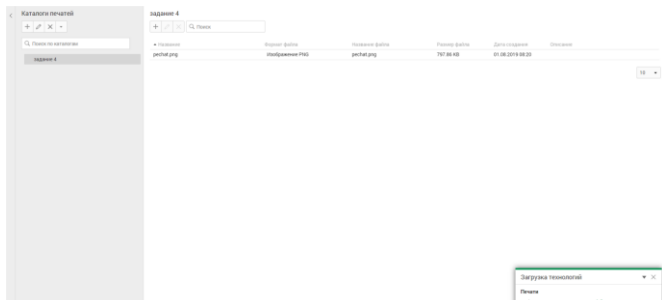 Каталоги печатей
Поиск по каталогам
задание 4
задание 4
Поиск
Название Формат файла Название файла Размер файла Дата создания Описание
pechat.png Изображение PNG pechat.png 797.86 KB 01.08.2019 08:20
10
Загрузка технологий
Печати